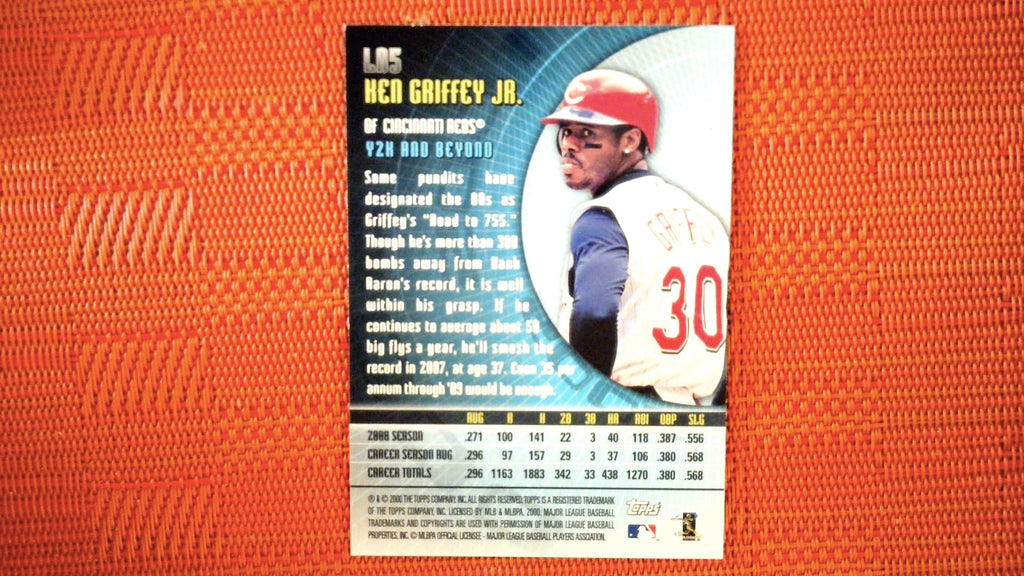 LD5
KEN GRIFFEY JR.
OF CINCINNATI REDS®
Y2K AND BEYOND
Some pundits have
designated the 00s as
Griffey's "Road to 755."
Though he's more than 300
bombs away from Hank
Aaron's record, it is well
within his grasp. If he
continues to average about 50
big flys a year, he'll smash the
record in 2007, at age 37. Even 35 per
annum through '09 would be enough.
GRIFFEY
30
AVG R H 2B 3B HR RBI OBP SLG
2000 SEASON .271 100 141 22 3 40 118 .387 .556
CAREER SEASON AVG .296 97 157 29 3 37 106 .380 .568
CAREER TOTALS .296 1163 1883 342 33 438 1270 .380 .568
® & © 2000 THE TOPPS COMPANY, INC. ALL RIGHTS RESERVED. TOPPS IS A REGISTERED TRADEMARK
OF THE TOPPS COMPANY, INC. LICENSED BY MLB & MLBPA, 2000. MAJOR LEAGUE BASEBALL
TRADEMARKS AND COPYRIGHTS ARE USED WITH PERMISSION OF MAJOR LEAGUE BASEBALL
PROPERTIES, INC. © MLBPA OFFICIAL LICENSEE - MAJOR LEAGUE BASEBALL PLAYERS ASSCIATION.
Topps